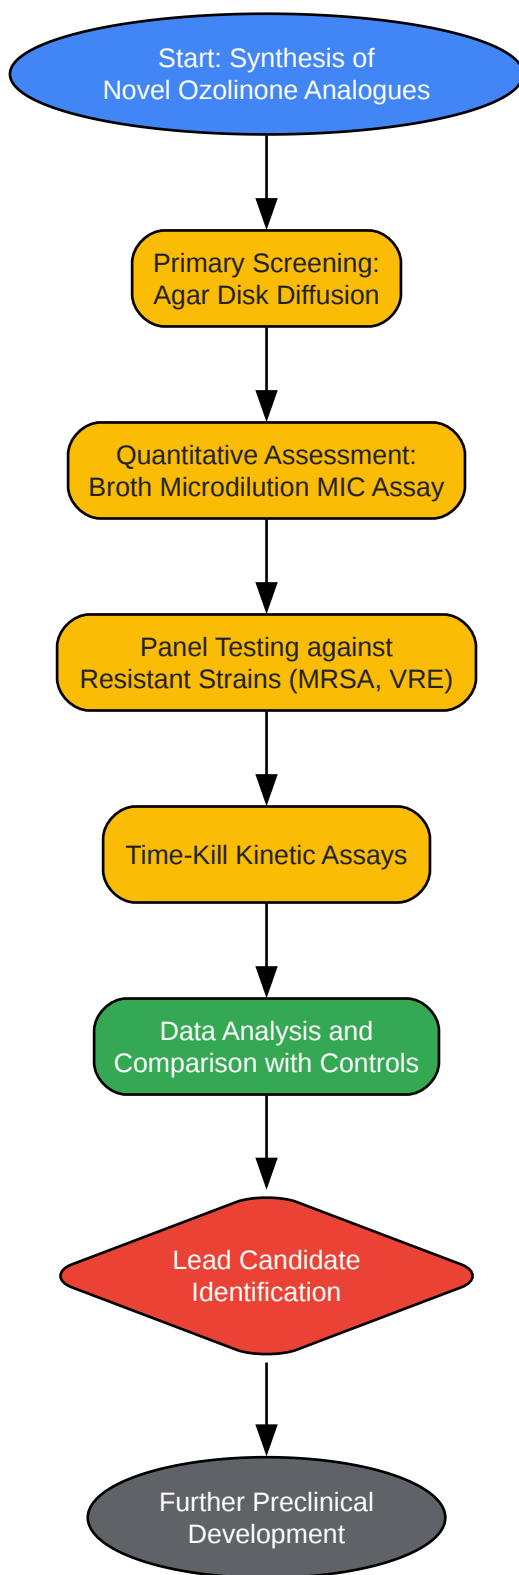 Start: Synthesis of
Novel Ozolinone Analogues
Primary Screening:
Agar Disk Diffusion
Quantitative Assessment:
Broth Microdilution MIC Assay
Panel Testing against
Resistant Strains (MRSA, VRE)
Time-Kill Kinetic Assays
Data Analysis and
Comparison with Controls
Lead Candidate
Identification
Further Preclinical
Development